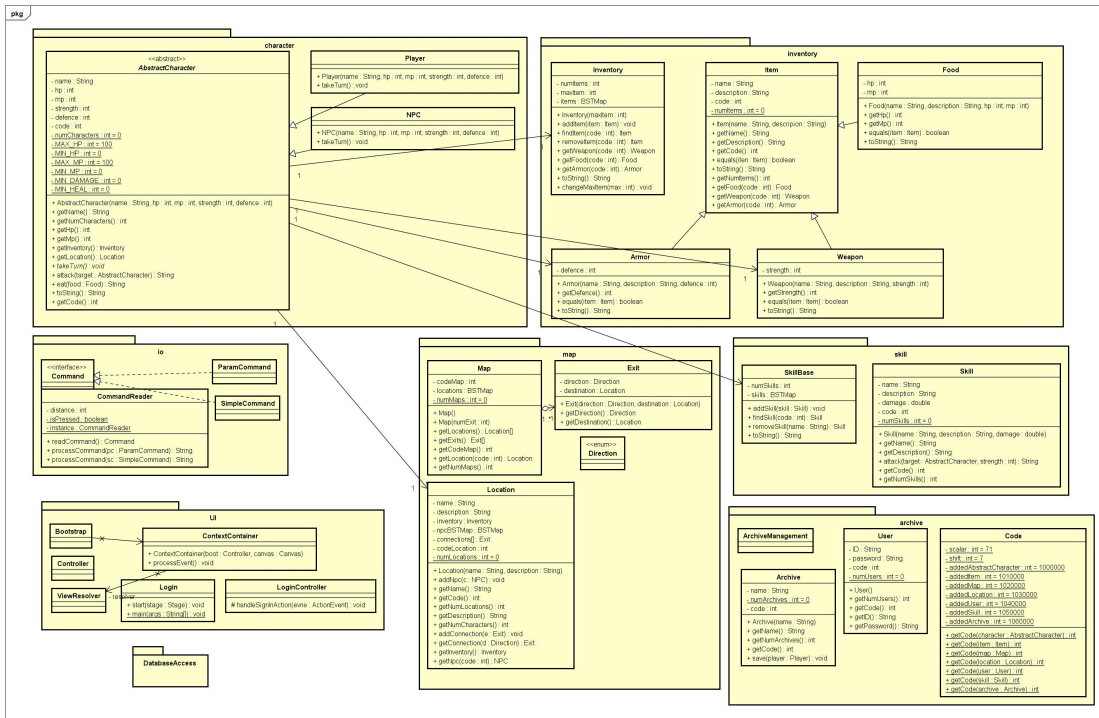 pkg
character
<<abstract>>
AbstractCharacter
- name : String
- hp : int
- mp : int
- strength : int
- defence : int
- code : int
- numCharacters : int = 0
- MAX_HP : int = 100
- MIN_HP : int = 0
- MAX_MP : int = 100
- MIN_MP : int = 0
- MIN_DAMAGE : int = 0
- MIN_HEAL : int = 0
+ AbstractCharacter(name : String, hp : int, mp : int, strength : int, defence : int)
+ getName() : String
+ getNumCharacters() : int
+ getHp() : int
+ getMp() : int
+ getInventory() : Inventory
+ getLocation() : Location
+ takeTurn() : void
+ attack(target : AbstractCharacter) : String
+ eat(food : Food) : String
+ toString() : String
+ getCode() : int
Player
+ Player(name : String, hp : int, mp : int, strength : int, defence : int)
+ takeTurn() : void
NPC
+ NPC(name : String, hp : int, mp : int, strength : int, defence : int)
+ takeTurn() : void
1
1
1
1
1
1
1
1
inventory
Inventory
- numItems : int
- maxItem : int
- items : BSTMap
+ Inventory(maxItem : int)
+ addItem(item : Item) : void
+ findItem(code : int) : Item
+ removeItem(code : int) : Item
+ getWeapon(code : int) : Weapon
+ getFood(code : int) : Food
+ getArmor(code : int) : Armor
+ toString() : String
+ changeMaxItem(max : int) : void
Item
- name : String
- description : String
- code : int
- numItems : int = 0
+ Item(name : String, descripion : String)
+ getName() : String
+ getDescription() : String
+ getCode() : int
+ equals(iten : Item) : boolean
+ toString() : String
+ getNumItems() : int
+ getFood(code : int) : Food
+ getWeapon(code : int) : Weapon
+ getArmor(code : int) : Armor
Food
- hp : int
- mp : int
+ Food(name : String, description : String, hp : int, mp : int)
+ getHp() : int
+ getMp() : int
+ equals(item : Item) : boolean
+ toString() : String
Armor
- defence : int
+ Armor(name : String, description : String, defence : int)
+ getDefence() : int
+ equals(item : Item) : boolean
+ toString() : String
Weapon
- strength : int
+ Weapon(name : String, description : String, strength : int)
+ getStrength() : int
+ equals(item : Item) : boolean
+ toString() : String
io
<<interface>>
Command
ParamCommand
SimpleCommand
CommandReader
- distance : int
- isPressed : boolean
- instance : CommandReader
+ readCommand() : Command
+ processCommand(pc : ParamCommand) : String
+ processCommand(sc : SimpleCommand) : String
map
Map
- codeMap : int
- locations : BSTMap
- numMaps : int = 0
+ Map()
+ Map(numExit : int)
+ getLocations() : Location[]
+ getExits() : Exit[]
+ getCodeMap() : int
+ getLocation(code : int) : Location
+ getNumMaps() : int
1..*
1
Exit
- direction : Direction
- destination : Location
+ Exit(direction : Direction, destination : Location)
+ getDirection() : Direction
+ getDestination() : Location
<<enum>>
Direction
Location
- name : String
- description : String
- inventory : Inventory
- npcBSTMap : BSTMap
- connections[] : Exit
- codeLocation : int
- numLocations : int = 0
+ Location(name : String, description : String)
+ addNpc(c : NPC) : void
+ getName() : String
+ getCode() : int
+ getNumLocations() : int
+ getDescription() : String
+ getNumCharacters() : int
+ addConnection(e : Exit) : void
+ getConnection(d : Direction) : Exit
+ getInventory() : Inventory
+ getNpc(code : int) : NPC
skill
SkillBase
- numSkills : int
- skills : BSTMap
+ addSkill(skill : Skill) : void
+ findSkill(code : int) : Skill
+ removeSkill(name : String) : Skill
+ toString() : String
Skill
- name : String
- description : String
- damage : double
- code : int
- numSkills : int = 0
+ Skill(name : String, description : String, damage : double)
+ getName() : String
+ getDescription() : String
+ attack(target : AbstractCharacter, strength : int) : String
+ getCode() : int
+ getNumSkills() : int
UI
Bootstrap
Controller
ViewResolver
- resolver
ContextContainer
+ ContextContainer(boot : Controller, canvas : Canvas)
+ processEvent() : void
Login
+ start(stage : Stage) : void
+ main(args : String[]) : void
LoginController
# handleSignInAction(evne : ActionEvent) : void
DatabaseAccess
archive
ArchiveManagement
Archive
- name : String
- numArchives : int = 0
- code : int
+ Archive(name : String)
+ getName() : String
+ getNumArchives() : int
+ getCode() : int
+ save(player : Player) : void
User
- ID : String
- password : String
- code : int
- numUsers : int = 0
+ User()
+ getNumUsers() : int
+ getCode() : int
+ getID() : String
+ getPassword() : String
Code
- scalar : int = 71
- shift : int = 7
- addedAbstractCharacter : int = 1000000
- addedItem : int = 1010000
- addedMap : int = 1020000
- addedLocation : int = 1030000
- addedUser : int = 1040000
- addedSkill : int = 1050000
- addedArchive : int = 1060000
+ getCode(character : AbstractCharacter) : int
+ getCode(item : Item) : int
+ getCode(map : Map) : int
+ getCode(location : Location) : int
+ getCode(user : User) : int
+ getCode(skill : Skill) : int
+ getCode(archive : Archive) : int